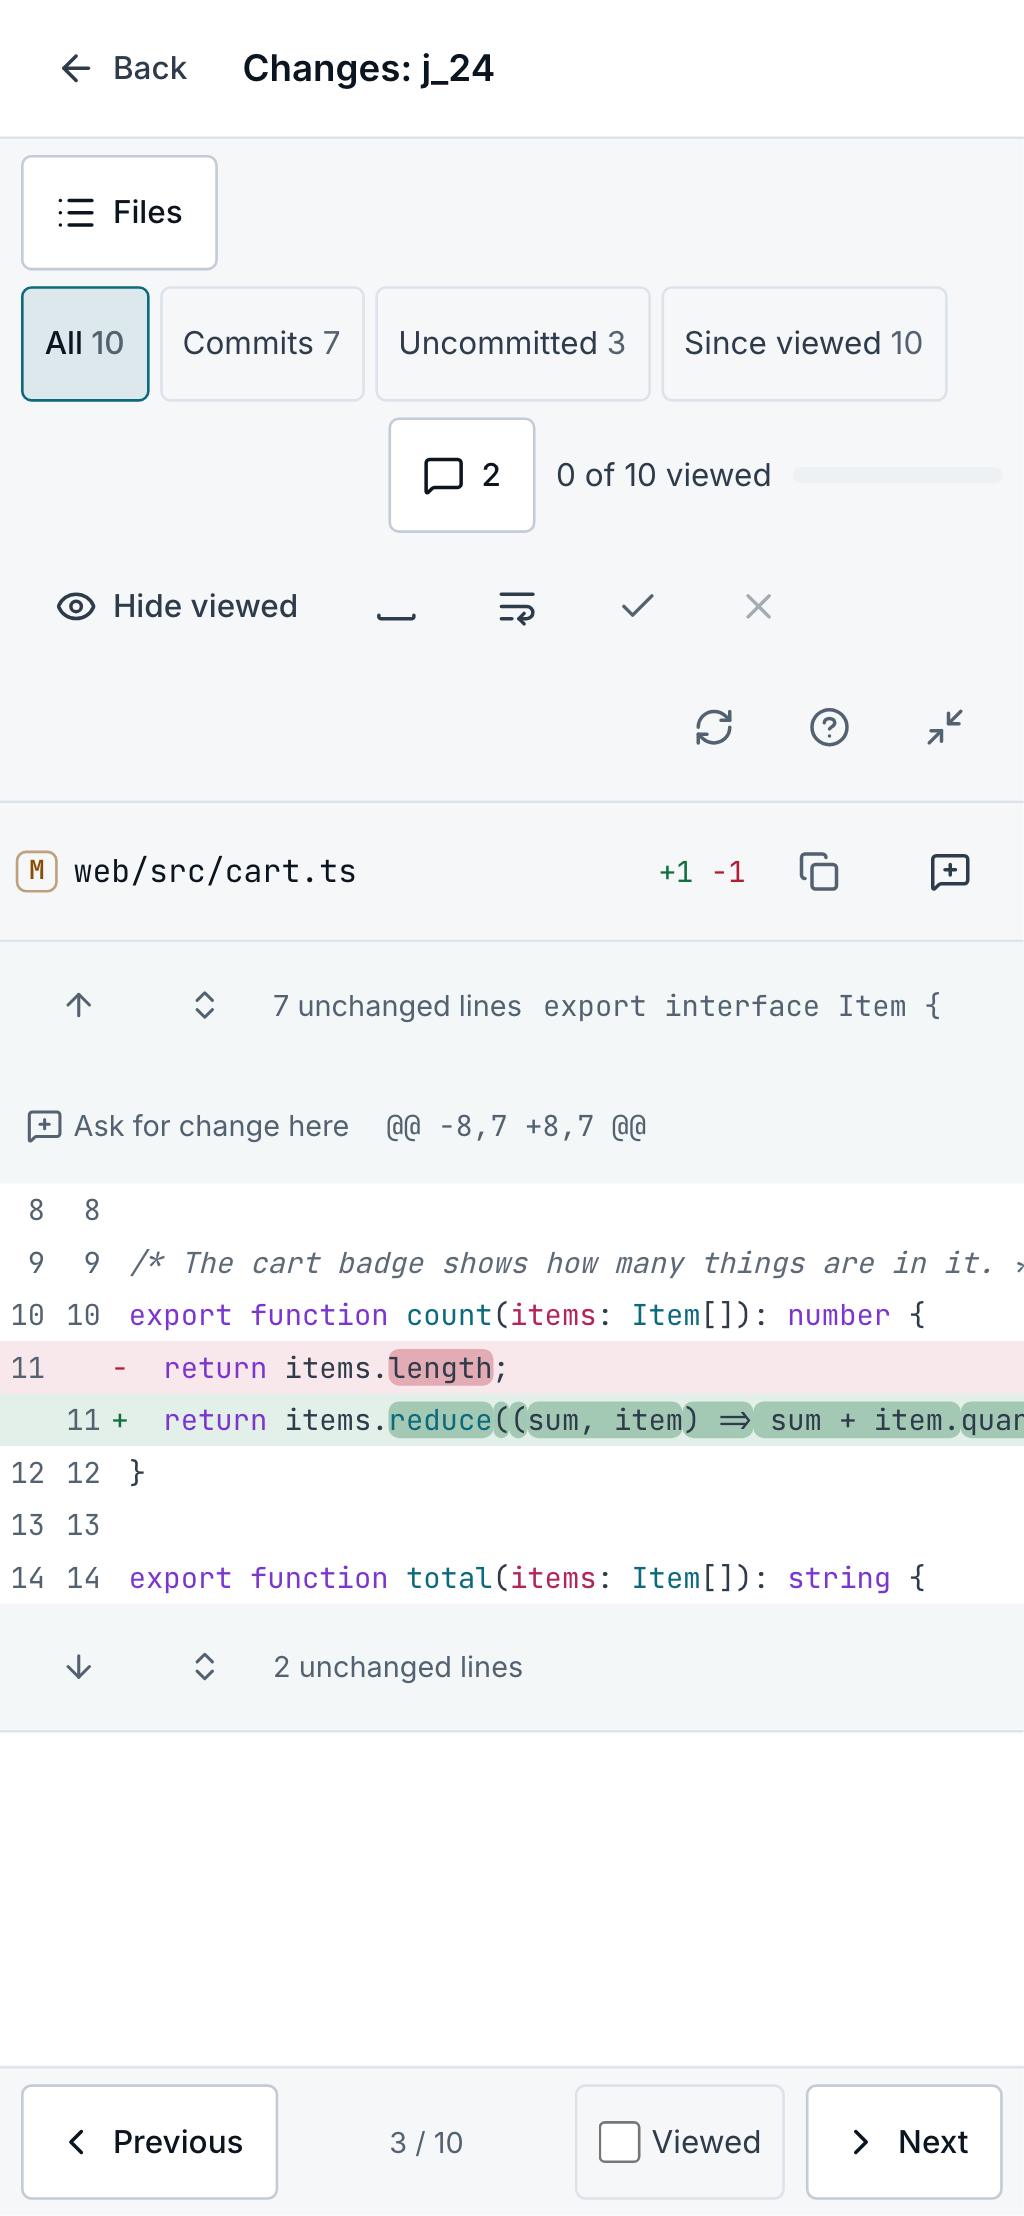 Back Changes: j_24
Files
All 10 Commits 7 Uncommitted 3 Since viewed 10
2 0 of 10 viewed
Hide viewed
M web/src/cart.ts +1 -1
7 unchanged lines export interface Item {
Ask for change here @@ -8,7 +8,7 @@
8 8
9 9 /* The cart badge shows how many things are in it.
10 10 export function count(items: Item[]): number {
11 - return items.length;
11 + return items.reduce((sum, item) => sum + item.quan
12 12 }
13 13
14 14 export function total(items: Item[]): string {
2 unchanged lines
Previous 3 / 10 Viewed Next